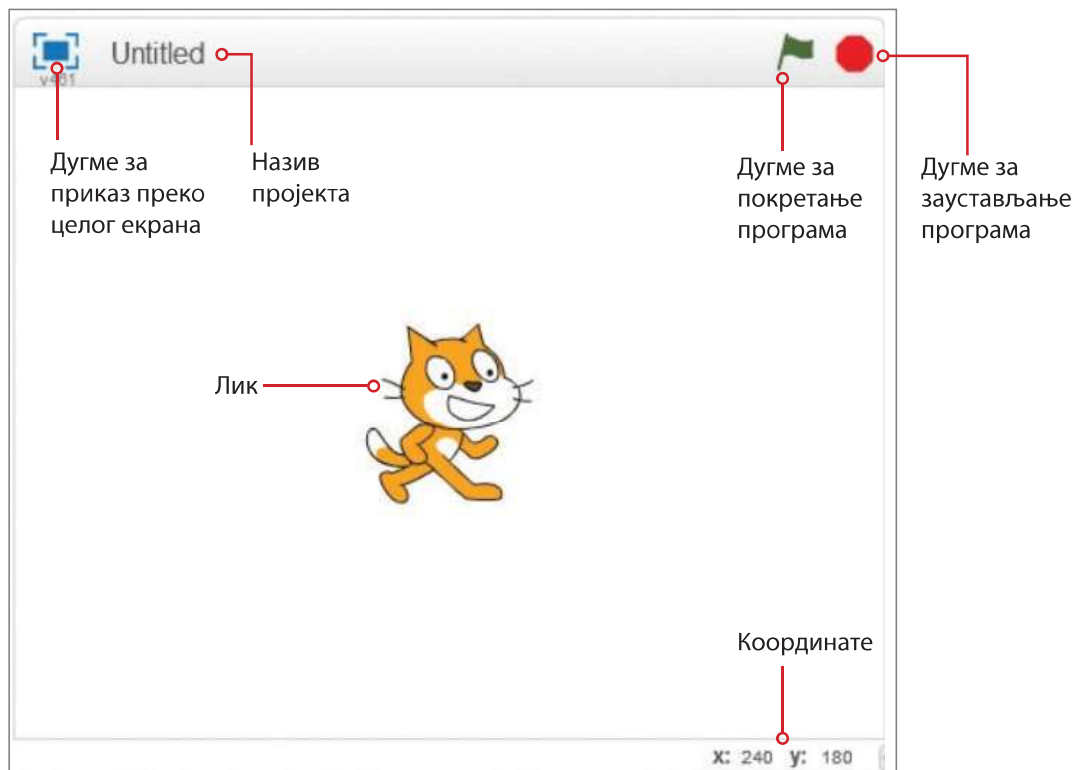 Untitled
v461
Дугме за
приказ преко
целог екрана
Назив
пројекта
Дугме за
покретање
програма
Дугме за
заустављање
програма
Лик
Координате
x: 240 y: 180